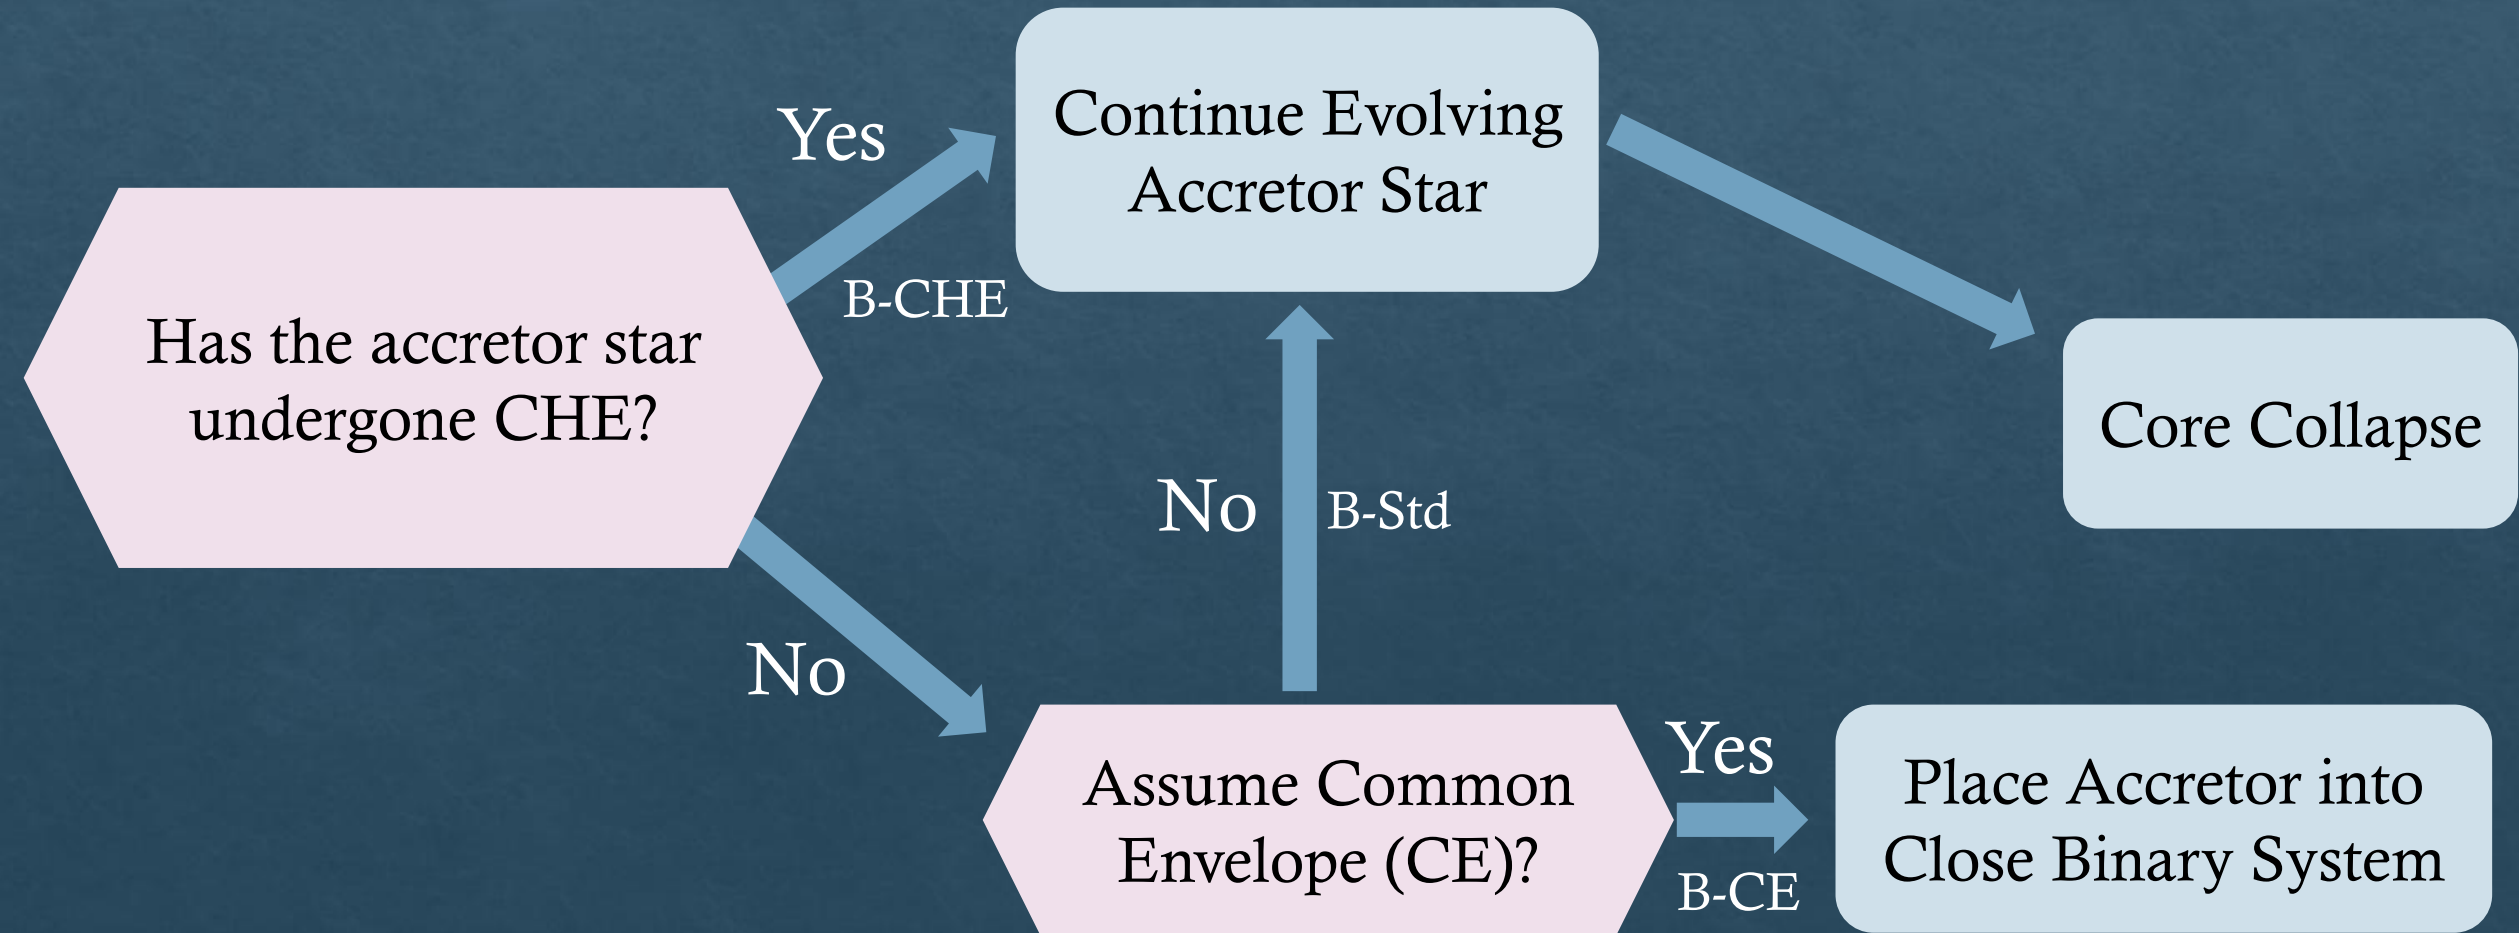 Yes
Continue Evolving
Accretor Star
B-CHE
Has the accretor star
undergone CHE?
Core Collapse
No
B-Std
No
Assume Common
Envelope (CE)?
Yes
B-CE
Place Accretor into
Close Binary System